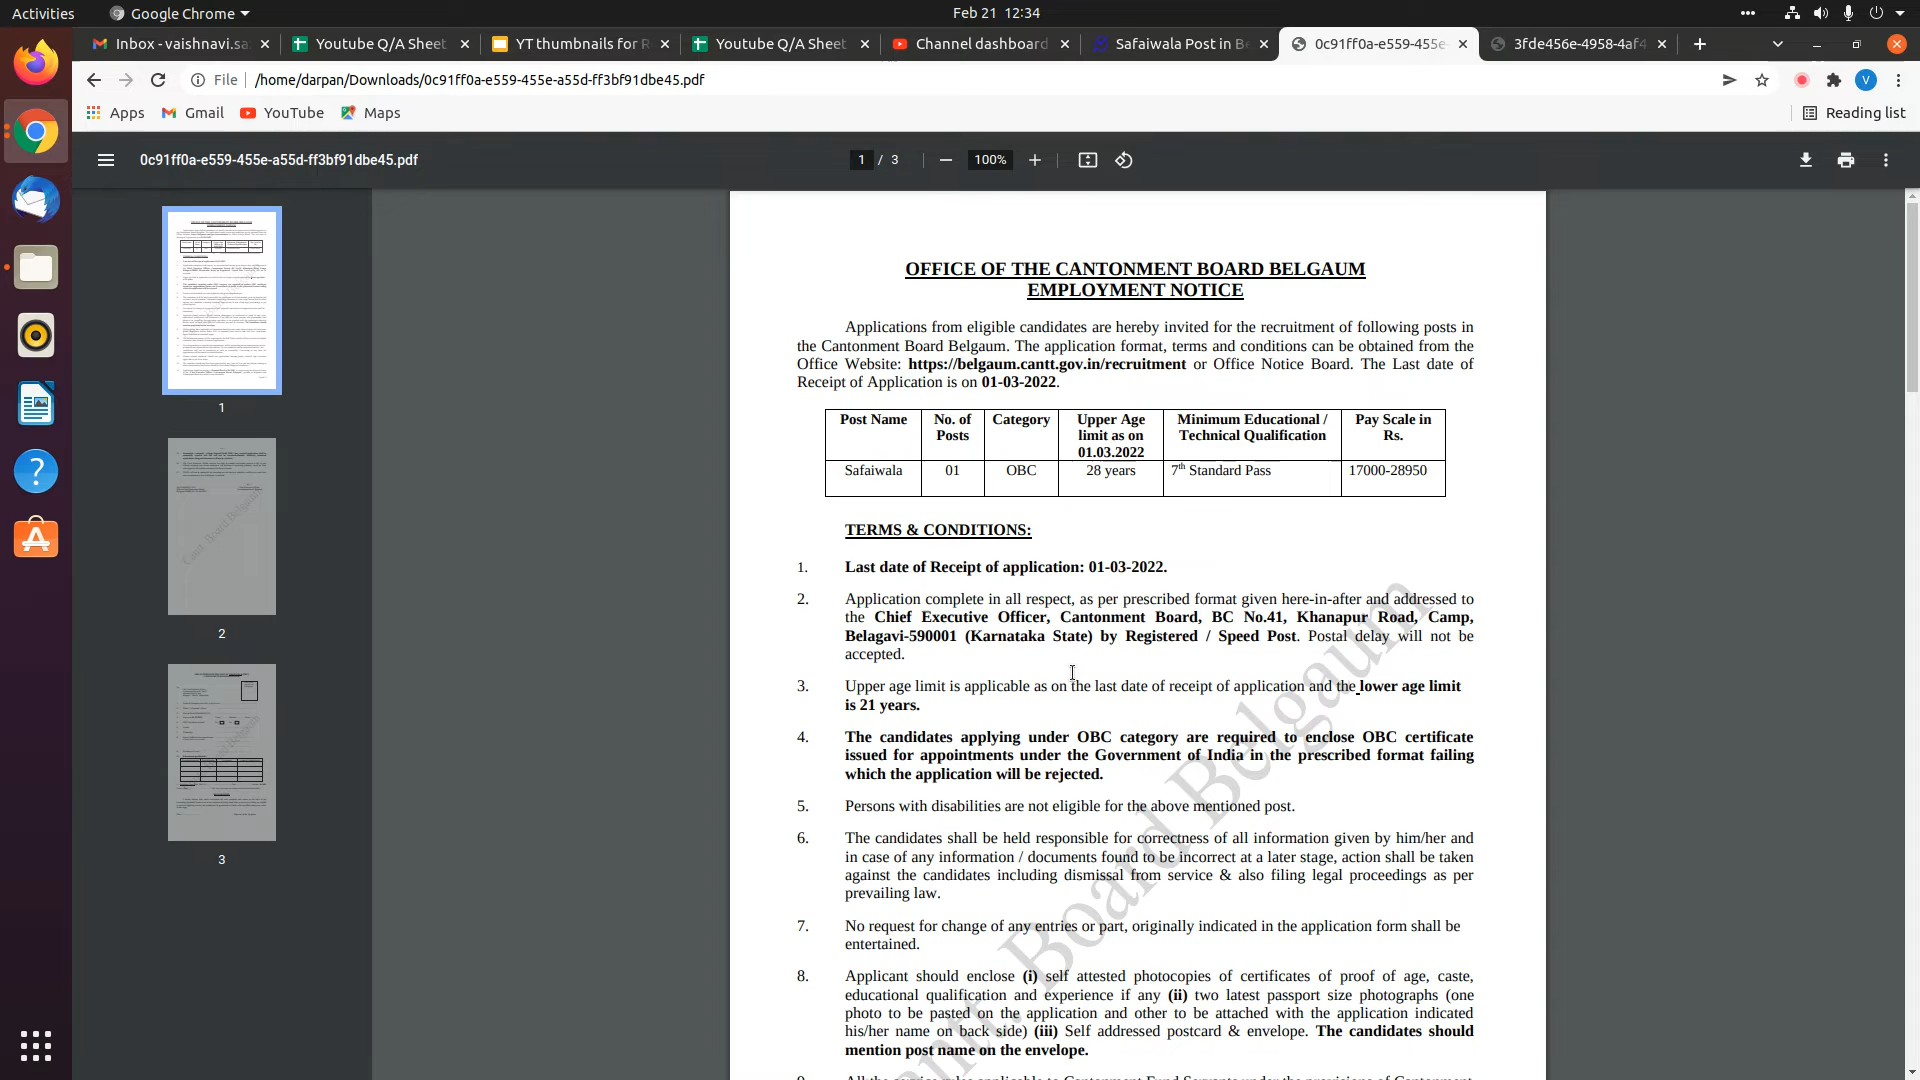 Activities Google Chrome Feb 21 12:34
Inbox - vaishnavi.sa Youtube Q/A Sheet YT thumbnails for R Youtube Q/A Sheet Channel dashboard Safaiwala Post in Be 0c91ff0a-e559-455e- 3fde456e-4958-4af4
File /home/darpan/Downloads/0c91ff0a-e559-455e-a55d-ff3bf91dbe45.pdf V
Apps Gmail YouTube Maps Reading list
0c91ff0a-e559-455e-a55d-ff3bf91dbe45.pdf 1 / 3 100%
1
2
3
OFFICE OF THE CANTONMENT BOARD BELGAUM
EMPLOYMENT NOTICE
Applications from eligible candidates are hereby invited for the recruitment of following posts in
the Cantonment Board Belgaum. The application format, terms and conditions can be obtained from the
Office Website: https://belgaum.cantt.gov.in/recruitment or Office Notice Board. The Last date of
Receipt of Application is on 01-03-2022.
Post Name No. of Posts Category Upper Age limit as on 01.03.2022 Minimum Educational / Technical Qualification Pay Scale in Rs.
Safaiwala 01 OBC 28 years 7th Standard Pass 17000-28950
TERMS & CONDITIONS:
1. Last date of Receipt of application: 01-03-2022.
2. Application complete in all respect, as per prescribed format given here-in-after and addressed to
the Chief Executive Officer, Cantonment Board, BC No.41, Khanapur Road, Camp,
Belagavi-590001 (Karnataka State) by Registered / Speed Post. Postal delay will not be
accepted.
3. Upper age limit is applicable as on the last date of receipt of application and the lower age limit
is 21 years.
4. The candidates applying under OBC category are required to enclose OBC certificate
issued for appointments under the Government of India in the prescribed format failing
which the application will be rejected.
5. Persons with disabilities are not eligible for the above mentioned post.
6. The candidates shall be held responsible for correctness of all information given by him/her and
in case of any information / documents found to be incorrect at a later stage, action shall be taken
against the candidates including dismissal from service & also filing legal proceedings as per
prevailing law.
7. No request for change of any entries or part, originally indicated in the application form shall be
entertained.
8. Applicant should enclose (i) self attested photocopies of certificates of proof of age, caste,
educational qualification and experience if any (ii) two latest passport size photographs (one
photo to be pasted on the application and other to be attached with the application indicated
his/her name on back side) (iii) Self addressed postcard & envelope. The candidates should
mention post name on the envelope.
Cantt. Board Belgaum